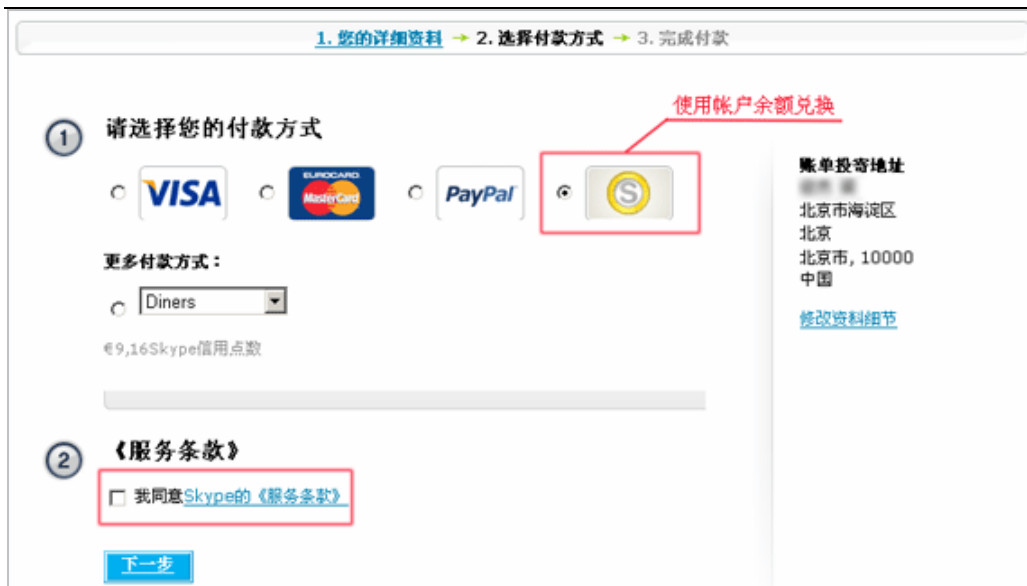 1. 您的详细资料 → 2. 选择付款方式 → 3. 完成付款
使用帐户余额兑换
1 请选择您的付款方式
VISA EUROCARD MasterCard PayPal S
更多付款方式：
Diners
€9,16Skype信用点数
2 《服务条款》
我同意Skype的《服务条款》
下一步
账单投寄地址
北京市海淀区
北京
北京市, 10000
中国
修改资料细节